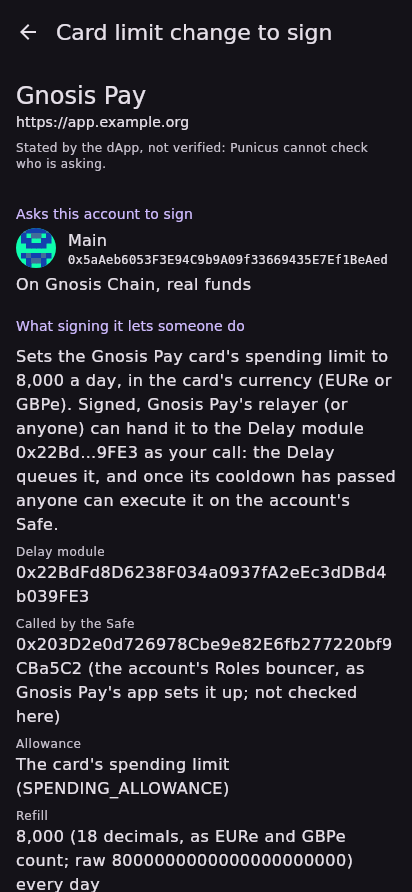 Card limit change to sign
Gnosis Pay
https://app.example.org
Stated by the dApp, not verified: Punicus cannot check
who is asking.
Asks this account to sign
Main
0x5aAeb6053F3E94C9b9A09f33669435E7Ef1BeAed
On Gnosis Chain, real funds
What signing it lets someone do
Sets the Gnosis Pay card's spending limit to
8,000 a day, in the card's currency (EURe or
GBPe). Signed, Gnosis Pay's relayer (or
anyone) can hand it to the Delay module
0x22Bd...9FE3 as your call: the Delay
queues it, and once its cooldown has passed
anyone can execute it on the account's
Safe.
Delay module
0x22BdFd8D6238F034a0937fA2eEc3dDBd4
b039FE3
Called by the Safe
0x203D2e0d726978Cbe9e82E6fb277220bf9
CBa5C2 (the account's Roles bouncer, as
Gnosis Pay's app sets it up; not checked
here)
Allowance
The card's spending limit
(SPENDING_ALLOWANCE)
Refill
8,000 (18 decimals, as EURe and GBPe
count; raw 8000000000000000000000)
every day